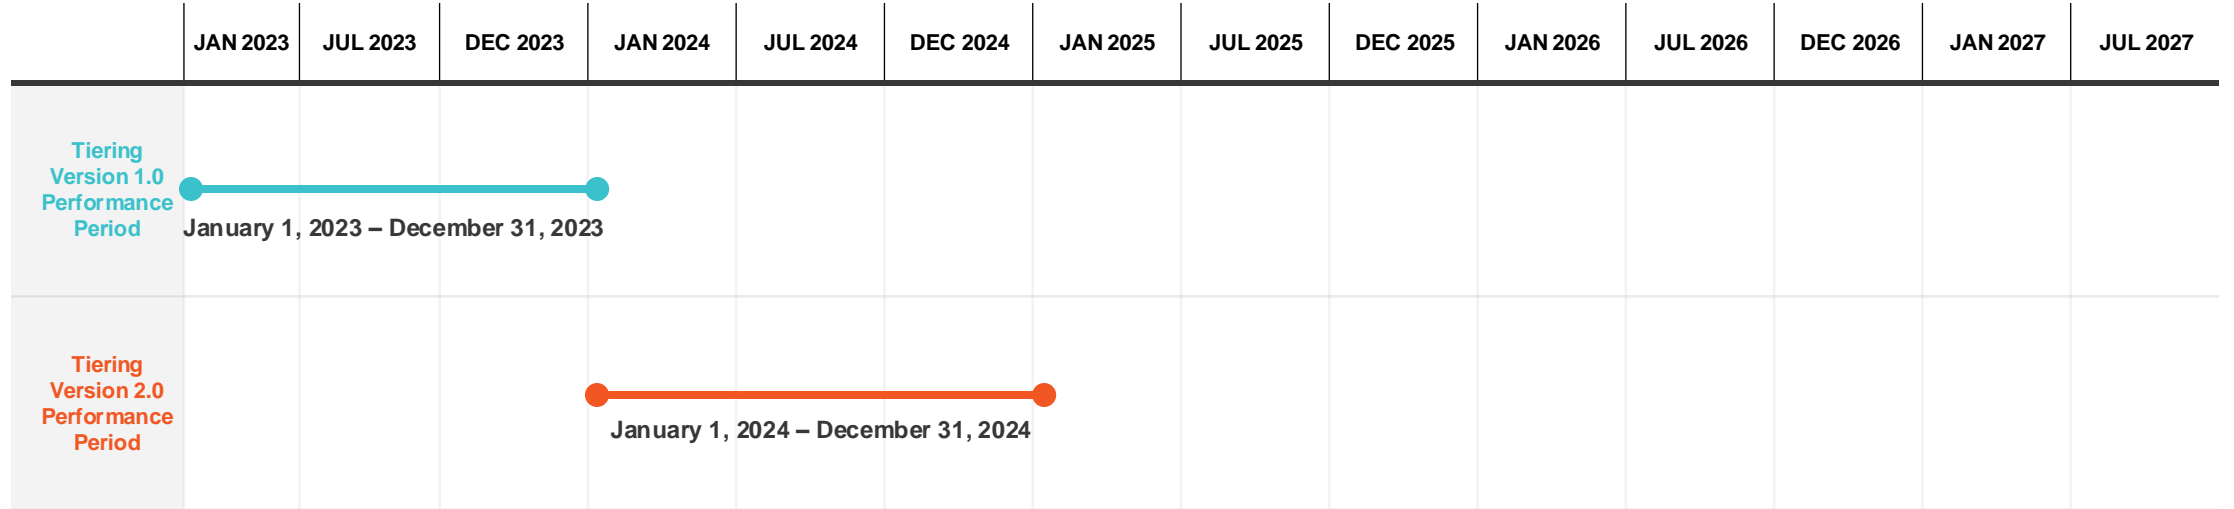 JAN 2023 JUL 2023 DEC 2023 JAN 2024 JUL 2024 DEC 2024 JAN 2025 JUL 2025 DEC 2025 JAN 2026 JUL 2026 DEC 2026 JAN 2027 JUL 2027
Tiering
Version 1.0
Performance
Period
January 1, 2023 – December 31, 2023
Tiering
Version 2.0
Performance
Period
January 1, 2024 – December 31, 2024